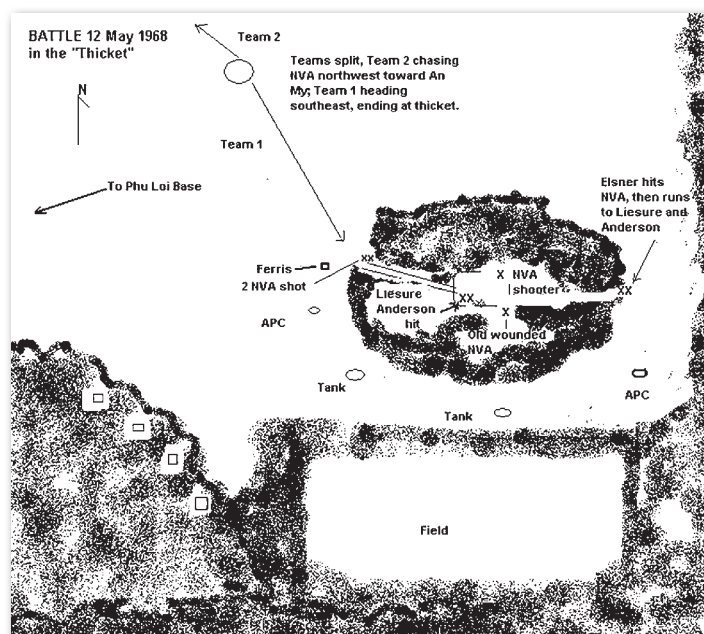 BATTLE 12 May 1968
in the "Thicket"
Team 2
Teams split, Team 2 chasing
NVA northwest toward An
My; Team 1 heading
southeast, ending at thicket.
N
Team 1
To Phu Loi Base
Elsner hits
NVA, then runs
to Liesure and
Anderson
XX
Ferris
2 NVA shot
X NVA
shooter
Liesure
XX
XX
Anderson
hit
X
X
Old wounded
NVA
APC
Tank
Tank
APC
Field